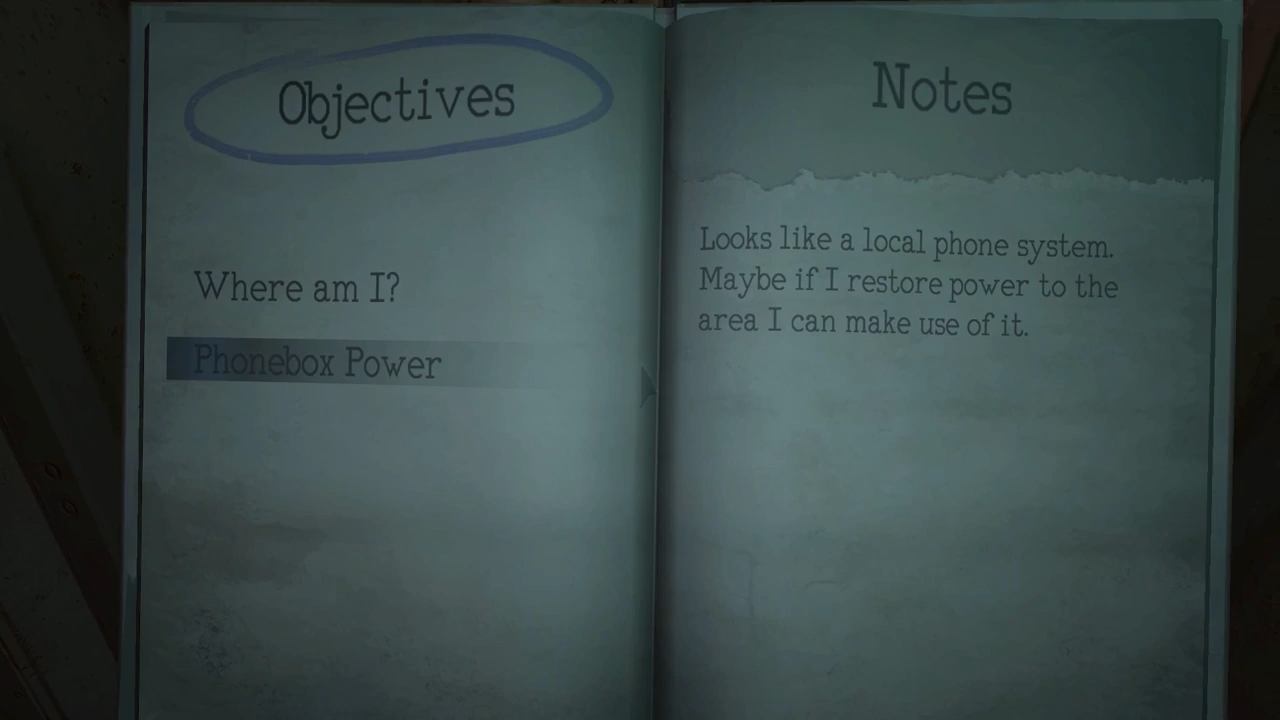 Objectives
Where am I?
Phonebox Power
Notes
Looks like a local phone system.
Maybe if I restore power to the
area I can make use of it.